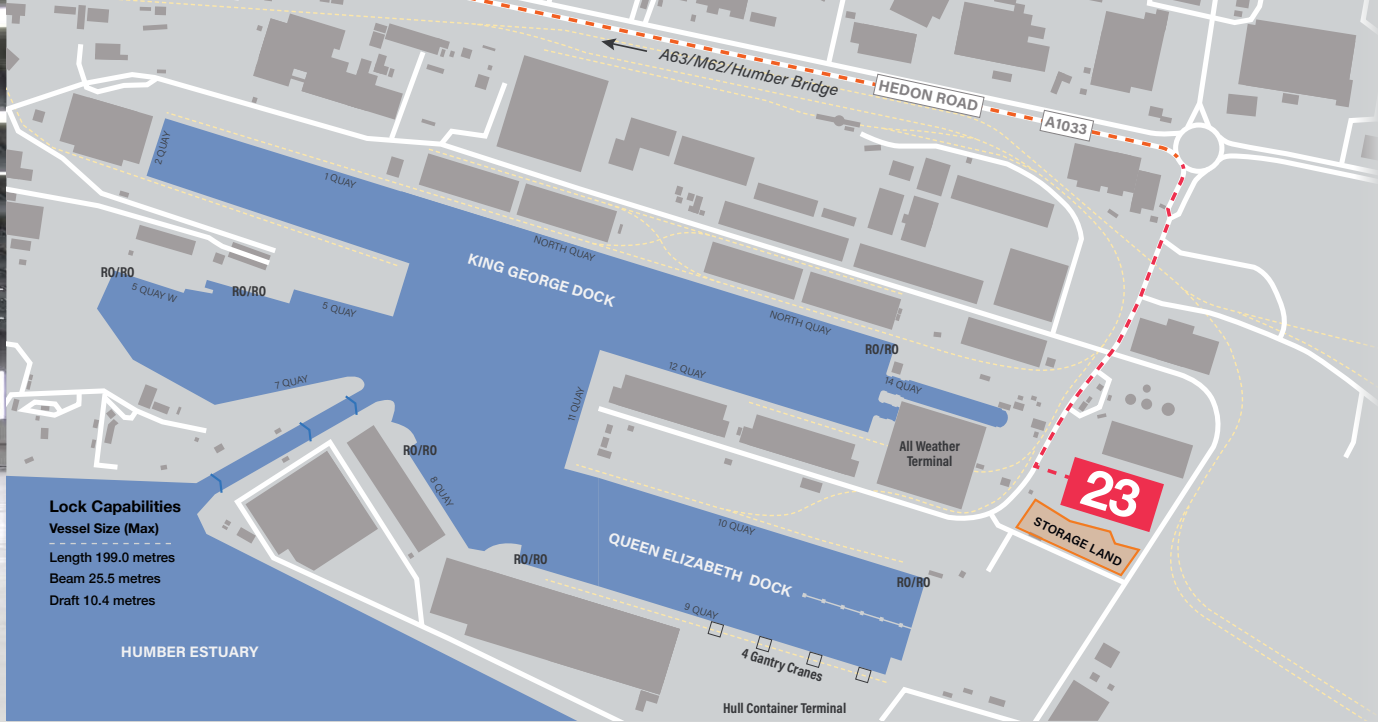 A63/M62/Humber Bridge
HEDON ROAD
A1033
2 QUAY
1 QUAY
NORTH QUAY
KING GEORGE DOCK
RO/RO
5 QUAY W
RO/RO
5 QUAY
NORTH QUAY
RO/RO
12 QUAY
14 QUAY
7 QUAY
11 QUAY
RO/RO
8 QUAY
All Weather
Terminal
23
STORAGE LAND
Lock Capabilities
Vessel Size (Max)
Length 199.0 metres
Beam 25.5 metres
Draft 10.4 metres
10 QUAY
QUEEN ELIZABETH DOCK
RO/RO
RO/RO
9 QUAY
4 Gantry Cranes
HUMBER ESTUARY
Hull Container Terminal